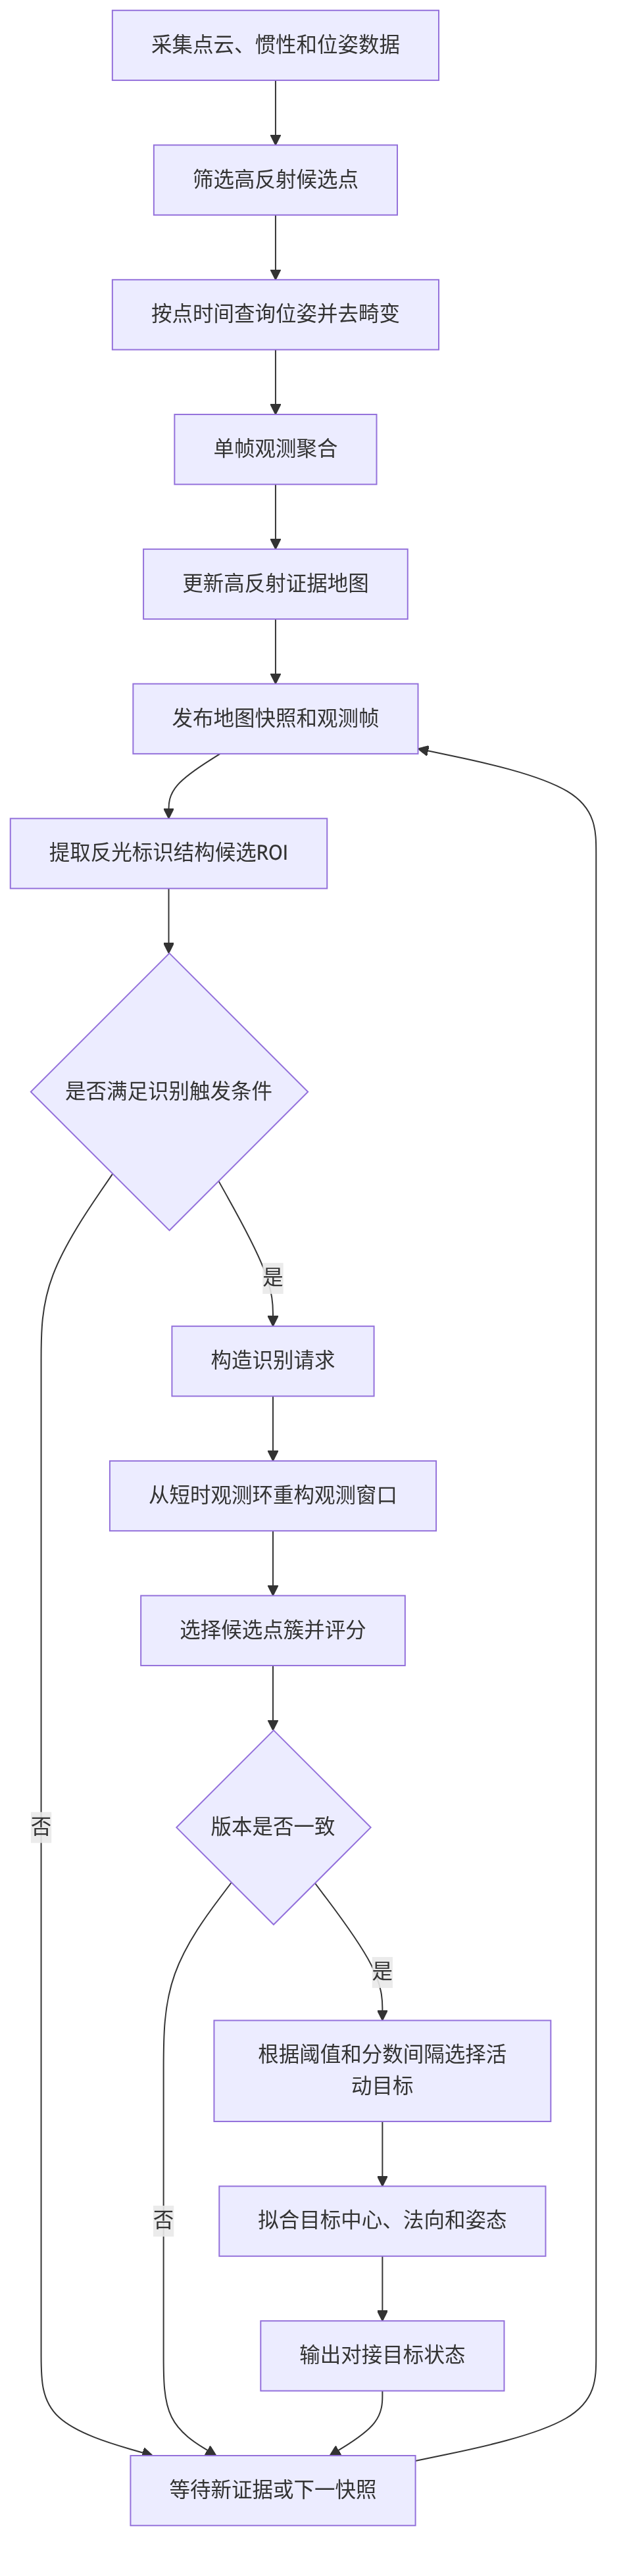 采集点云、惯性和位姿数据
筛选高反射候选点
按点时间查询位姿并去畸变
单帧观测聚合
更新高反射证据地图
发布地图快照和观测帧
提取反光标识结构候选ROI
是否满足识别触发条件
是
构造识别请求
从短时观测环重构观测窗口
选择候选点簇并评分
否
版本是否一致
是
根据阈值和分数间隔选择活
动目标
否
拟合目标中心、法向和姿态
输出对接目标状态
等待新证据或下一快照